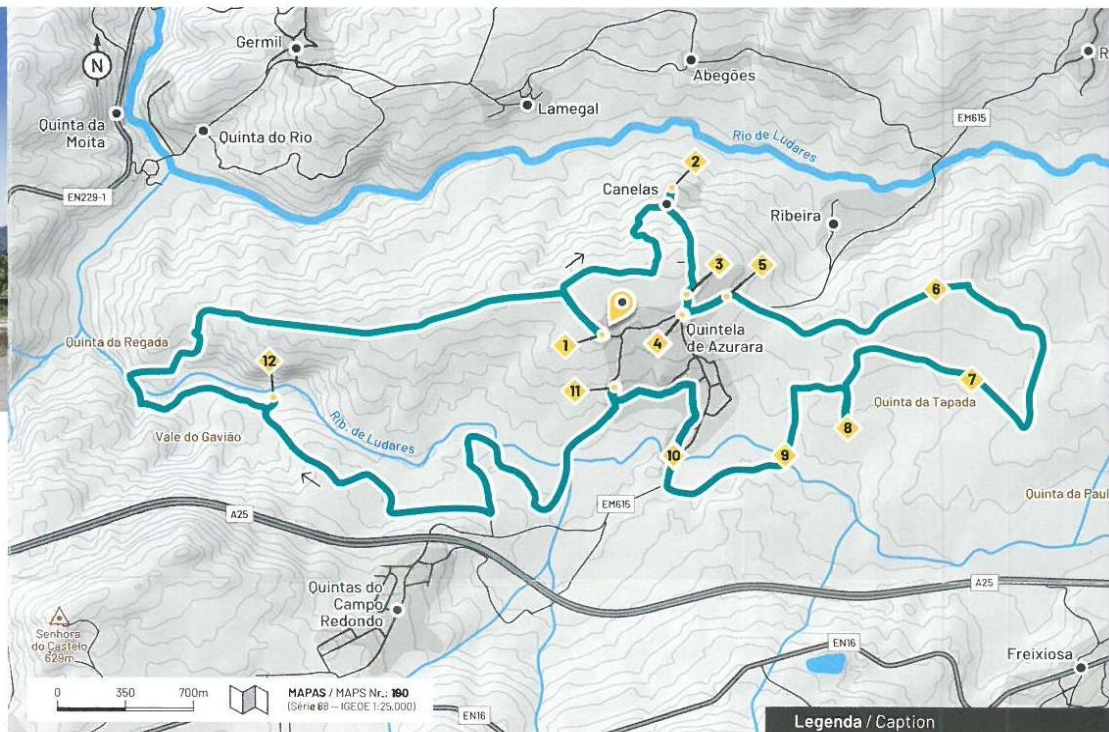 Germil
Abegões
R
N
Lamegal
Quinta da
Moita
Quinta do Rio
EM615
Rio de Ludares
2
Canelas
EN229-1
Ribeira
3
5
6
1
4
Quintela
de Azurara
Quinta da Regada
12
11
7
Quinta da Tapada
8
Rib. de Ludares
Vale do Gavião
10
9
EM615
Quinta da Paul
A25
A25
Quintas do
Campo
Redondo
Senhora
do Castelo
629m
EN16
Freixiosa
0 350 700m
MAPAS / MAPS Nr.: 190
(Série 88 — IGEOE 1:25.000)
EN16
Legenda / Caption